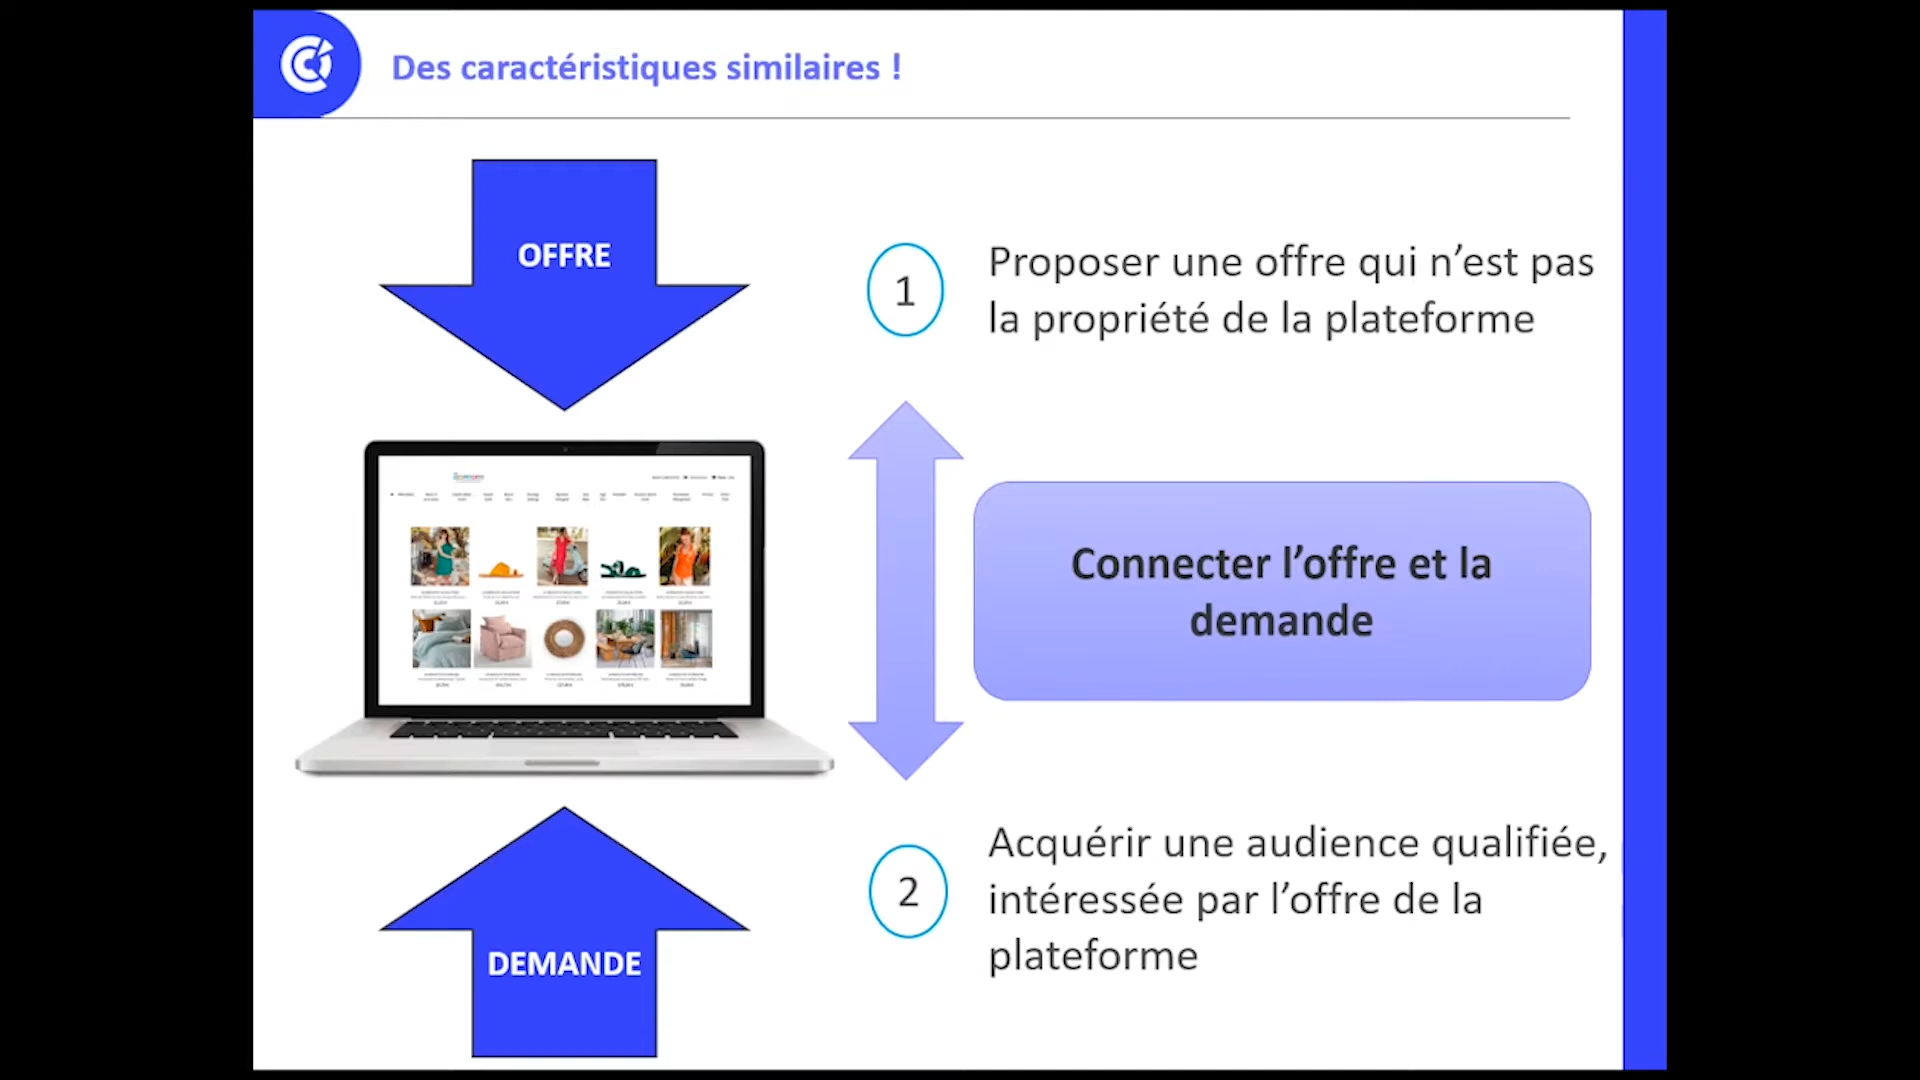 Des caractéristiques similaires !
OFFRE
1
Proposer une offre qui n’est pas
la propriété de la plateforme
Connecter l’offre et la
demande
2
Acquérir une audience qualifiée,
intéressée par l’offre de la
plateforme
DEMANDE